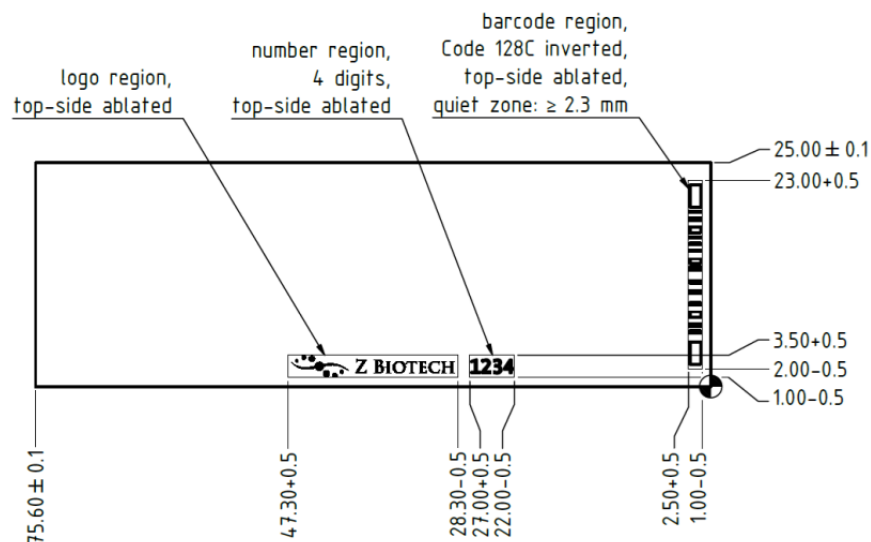 barcode region,
Code 128C inverted,
top-side ablated,
quiet zone: ≥ 2.3 mm
number region,
4 digits,
top-side ablated
logo region,
top-side ablated
25.00 ± 0.1
23.00+0.5
3.50+0.5
2.00-0.5
1.00-0.5
Z BIOTECH
1234
75.60 ± 0.1
47.30+0.5
28.30-0.5
27.00+0.5
22.00-0.5
2.50+0.5
1.00-0.5